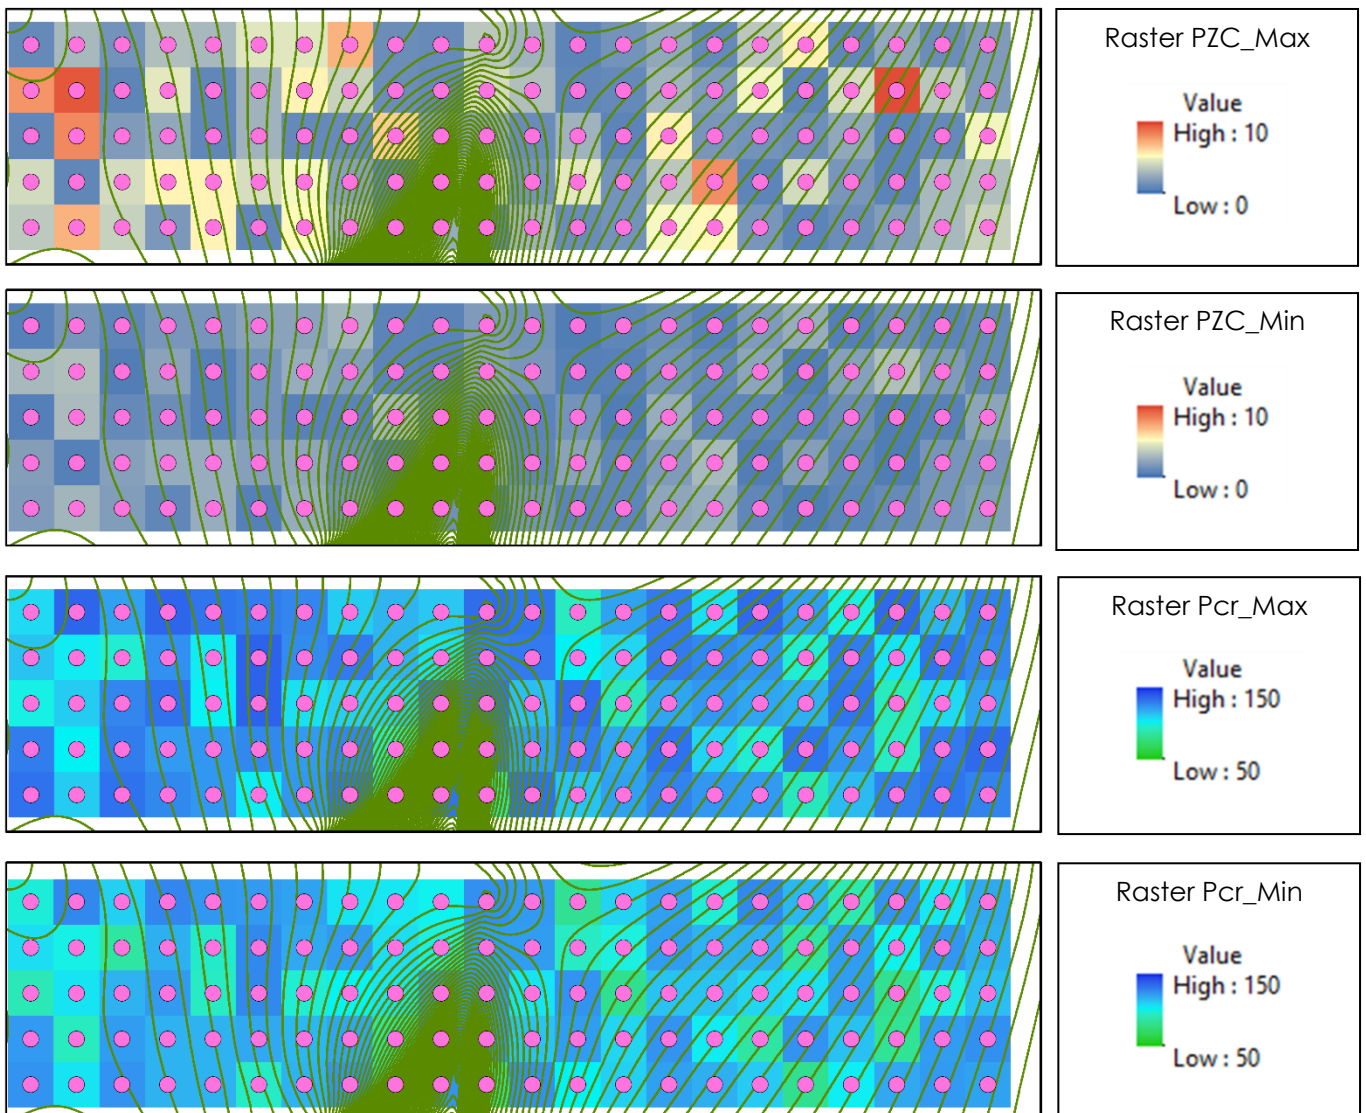 Raster PZC_Max
Value
High : 10
Low : 0
Raster PZC_Min
Value
High : 10
Low : 0
Raster Pcr_Max
Value
High : 150
Low : 50
Raster Pcr_Min
Value
High : 150
Low : 50